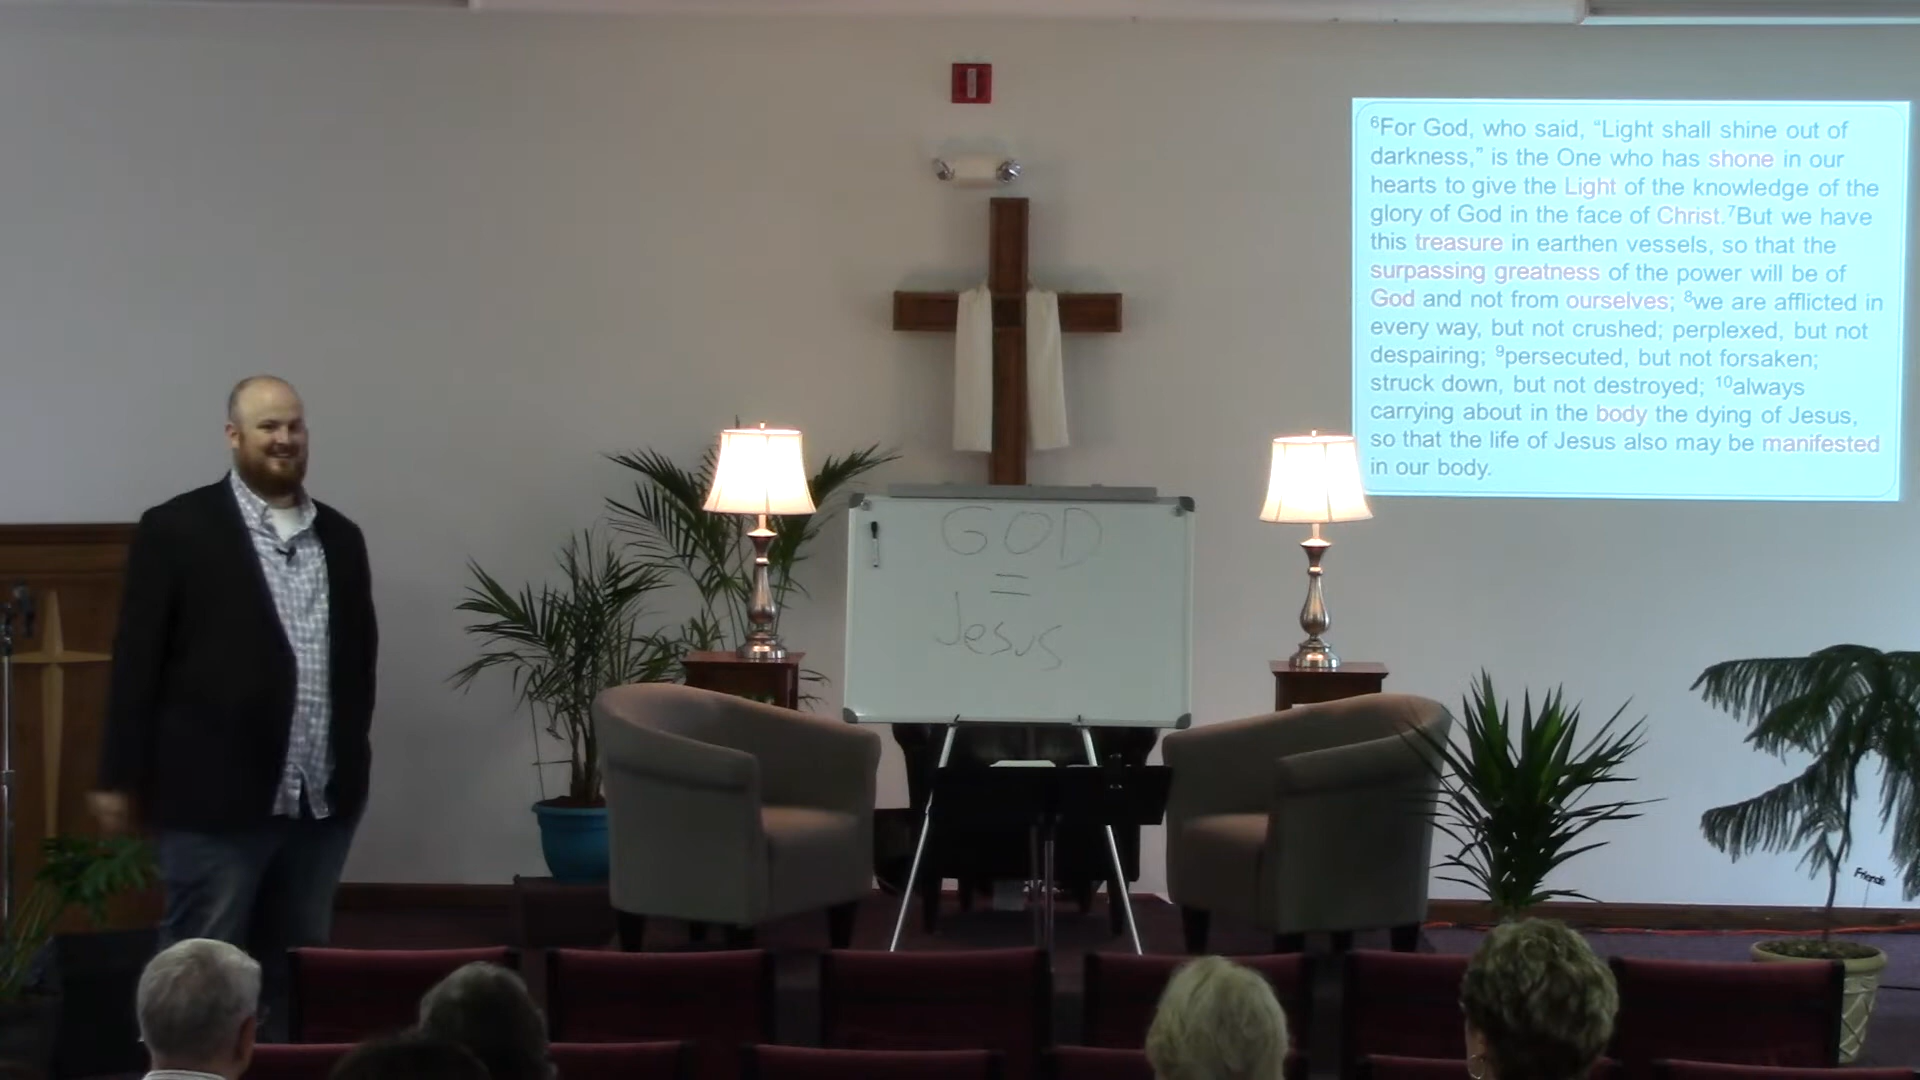 ⁶For God, who said, “Light shall shine out of
darkness,” is the One who has shone in our
hearts to give the Light of the knowledge of the
glory of God in the face of Christ.⁷But we have
this treasure in earthen vessels, so that the
surpassing greatness of the power will be of
God and not from ourselves; ⁸we are afflicted in
every way, but not crushed; perplexed, but not
despairing; ⁹persecuted, but not forsaken;
struck down, but not destroyed; ¹⁰always
carrying about in the body the dying of Jesus,
so that the life of Jesus also may be manifested
in our body.
GOD
=
Jesus
Friends